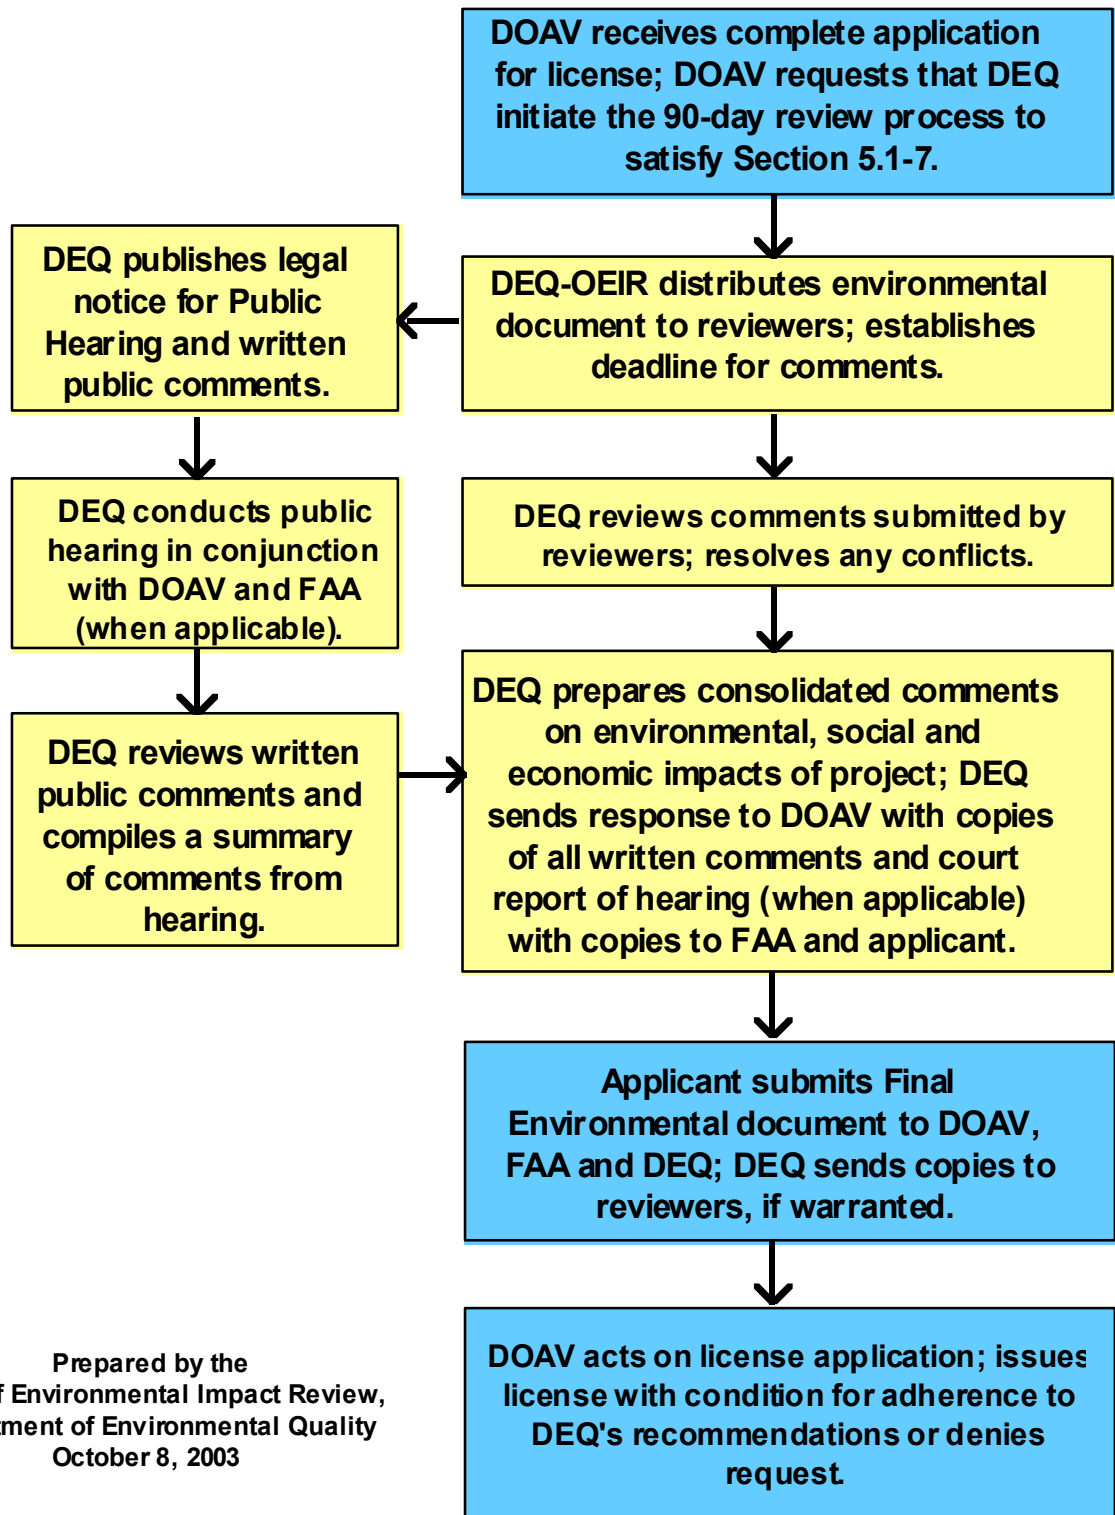 DOAV receives complete application
for license; DOAV requests that DEQ
initiate the 90-day review process to
satisfy Section 5.1-7.
DEQ publishes legal
notice for Public
Hearing and written
public comments.
DEQ-OEIR distributes environmental
document to reviewers; establishes
deadline for comments.
DEQ conducts public
hearing in conjunction
with DOAV and FAA
(when applicable).
DEQ reviews comments submitted by
reviewers; resolves any conflicts.
DEQ reviews written
public comments and
compiles a summary
of comments from
hearing.
DEQ prepares consolidated comments
on environmental, social and
economic impacts of project; DEQ
sends response to DOAV with copies
of all written comments and court
report of hearing (when applicable)
with copies to FAA and applicant.
Applicant submits Final
Environmental document to DOAV,
FAA and DEQ; DEQ sends copies to
reviewers, if warranted.
DOAV acts on license application; issues
license with condition for adherence to
DEQ's recommendations or denies
request.
Prepared by the
f Environmental Impact Review,
tment of Environmental Quality
October 8, 2003